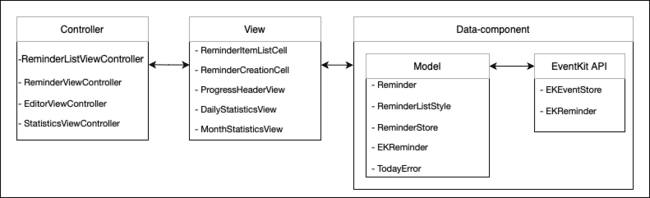 Controller
-ReminderListViewController
- ReminderViewController
- EditorViewController
- StatisticsViewController
View
- ReminderItemListCell
- ReminderCreationCell
- ProgressHeaderView
- DailyStatisticsView
- MonthStatisticsView
Data-component
Model
- Reminder
- ReminderListStyle
- ReminderStore
- EKReminder
- TodayError
EventKit API
- EKEventStore
- EKReminder